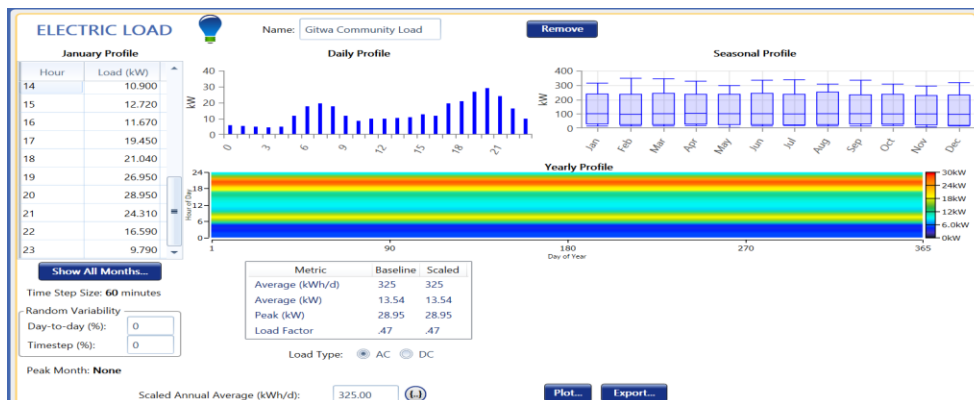 ELECTRIC LOAD
Name: Gitwa Community Load
Remove
January Profile
Hour Load (kW)
14 10.900
15 12.720
16 11.670
17 19.450
18 21.040
19 26.950
20 28.950
21 24.310
22 16.590
23 9.790
Show All Months...
Time Step Size: 60 minutes
Random Variability
Day-to-day (%): 0
Timestep (%): 0
Peak Month: None
Scaled Annual Average (kWh/d): 325.00 {..}
Daily Profile
kW
40
30
20
10
0
0 3 6 9 12 15 18 21
Seasonal Profile
kW
400
300
200
100
0
Jan Feb Mar Apr May Jun Jul Aug Sep Oct Nov Dec
Yearly Profile
Hour of Day
24
18
12
6
0
1 90 180 270 365
Day of Year
30kW
24kW
18kW
12kW
6.0kW
0kW
Metric Baseline Scaled
Average (kWh/d) 325 325
Average (kW) 13.54 13.54
Peak (kW) 28.95 28.95
Load Factor .47 .47
Load Type: AC DC
Plot... Export...